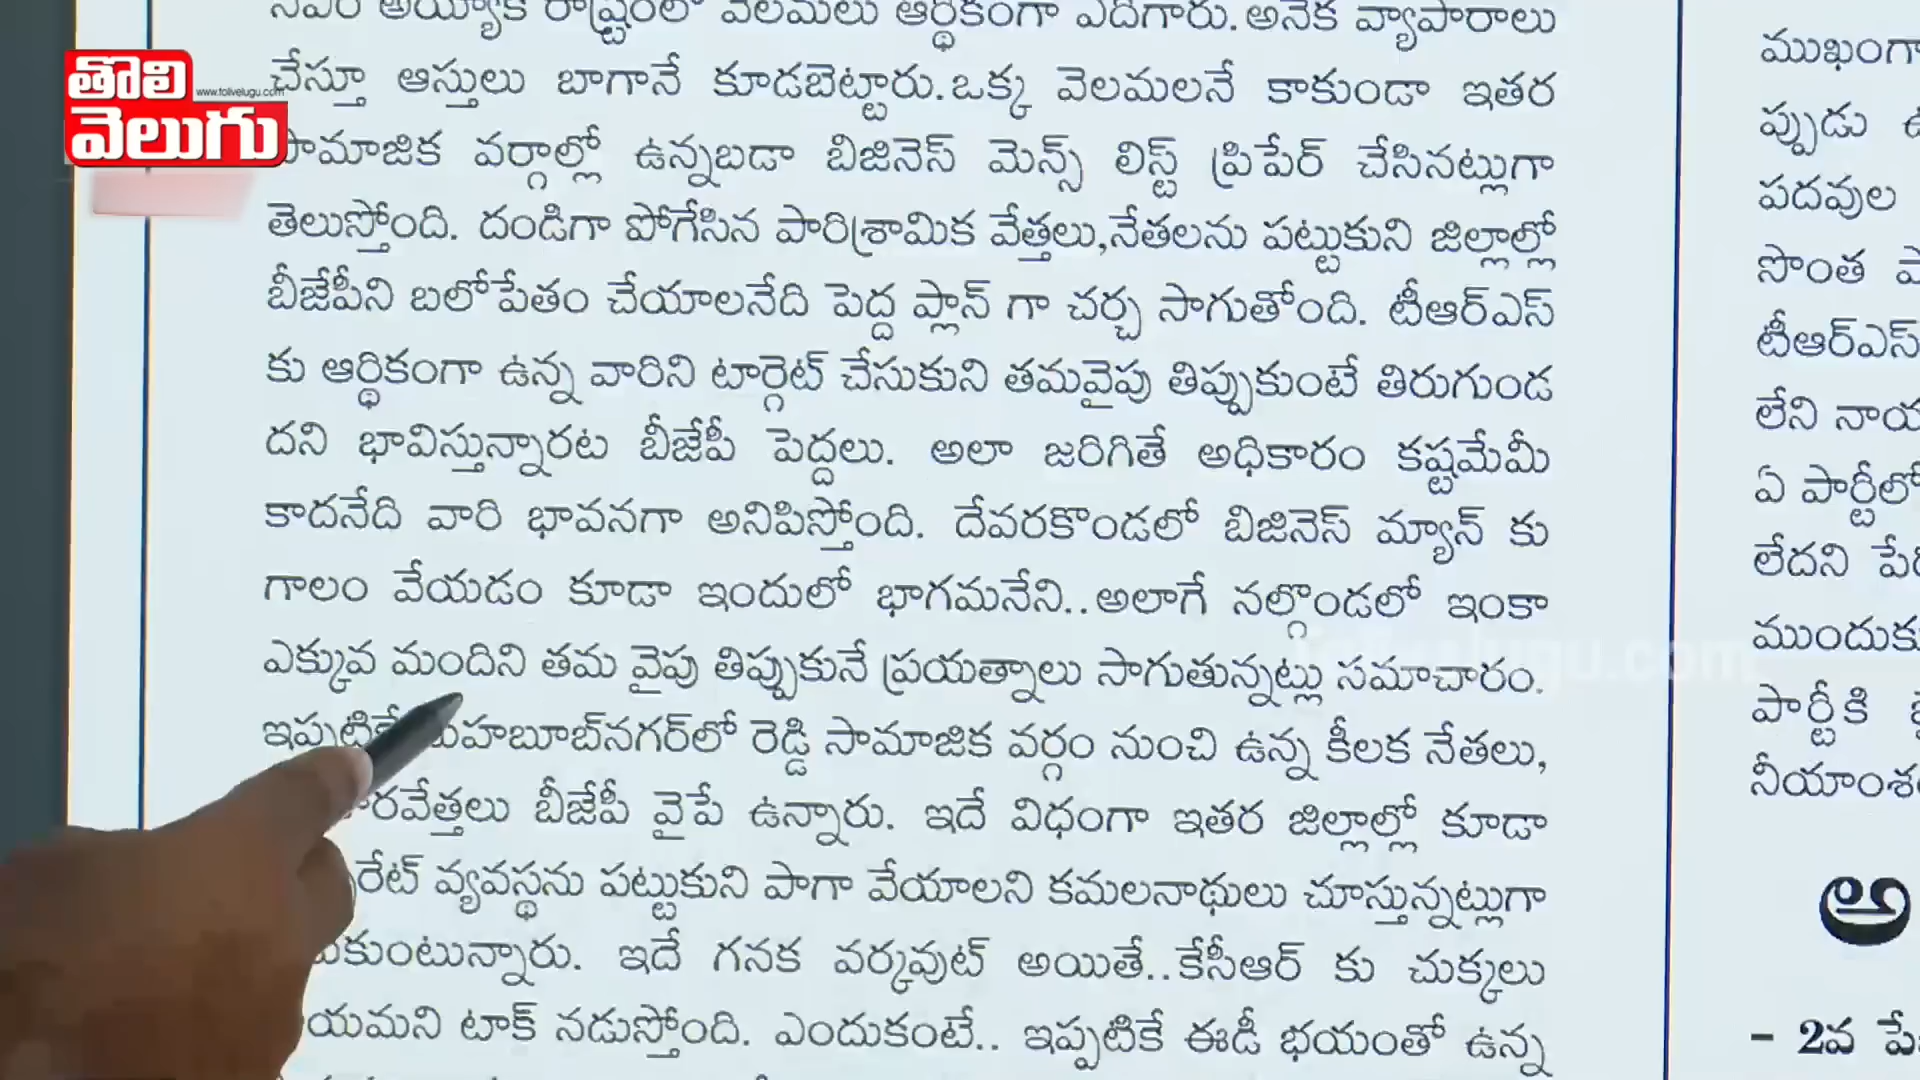 తొలి
వెలుగు
www.tolivelugu.com
అయ్యాక రాష్ట్రంలో వెలమలు ఆర్థికంగా ఎదిగారు. అనేక వ్యాపారాలు
చేస్తూ ఆస్తులు బాగానే కూడబెట్టారు. ఒక్క వెలమలనే కాకుండా ఇతర
సామాజిక వర్గాల్లో ఉన్నబడా బిజినెస్ మెన్స్ లిస్ట్ ప్రిపేర్ చేసినట్లుగా
తెలుస్తోంది. దండిగా పోగేసిన పారిశ్రామిక వేత్తలు,నేతలను పట్టుకుని జిల్లాల్లో
బీజేపీని బలోపేతం చేయాలనేది పెద్ద ప్లాన్ గా చర్చ సాగుతోంది. టీఆర్ఎస్
కు ఆర్థికంగా ఉన్న వారిని టార్గెట్ చేసుకుని తమవైపు తిప్పుకుంటే తిరుగుండ
దని భావిస్తున్నారట బీజేపీ పెద్దలు. అలా జరిగితే అధికారం కష్టమేమీ
కాదనేది వారి భావనగా అనిపిస్తోంది. దేవరకొండలో బిజినెస్ మ్యాన్ కు
గాలం వేయడం కూడా ఇందులో భాగమనేని..అలాగే నల్గొండలో ఇంకా
ఎక్కువ మందిని తమ వైపు తిప్పుకునే ప్రయత్నాలు సాగుతున్నట్లు సమాచారం.
ఇప్పటికే మహబూబ్‌నగర్‌లో రెడ్డి సామాజిక వర్గం నుంచి ఉన్న కీలక నేతలు,
రవేత్తలు బీజేపీ వైపే ఉన్నారు. ఇదే విధంగా ఇతర జిల్లాల్లో కూడా
రేట్ వ్యవస్థను పట్టుకుని పాగా వేయాలని కమలనాథులు చూస్తున్నట్లుగా
కుంటున్నారు. ఇదే గనక వర్కవుట్ అయితే..కేసీఆర్ కు చుక్కలు
యమని టాక్ నడుస్తోంది. ఎందుకంటే.. ఇప్పటికే ఈడీ భయంతో ఉన్న
ముఖంగా
ప్పుడు
పదవుల
సొంత
టీఆర్ఎస్
లేని నాయ
ఏ పార్టీలో
లేదని పే
ముందుకు
పార్టీకి
నీయాంశ
అ
- 2వ పే
tolivelugu.com